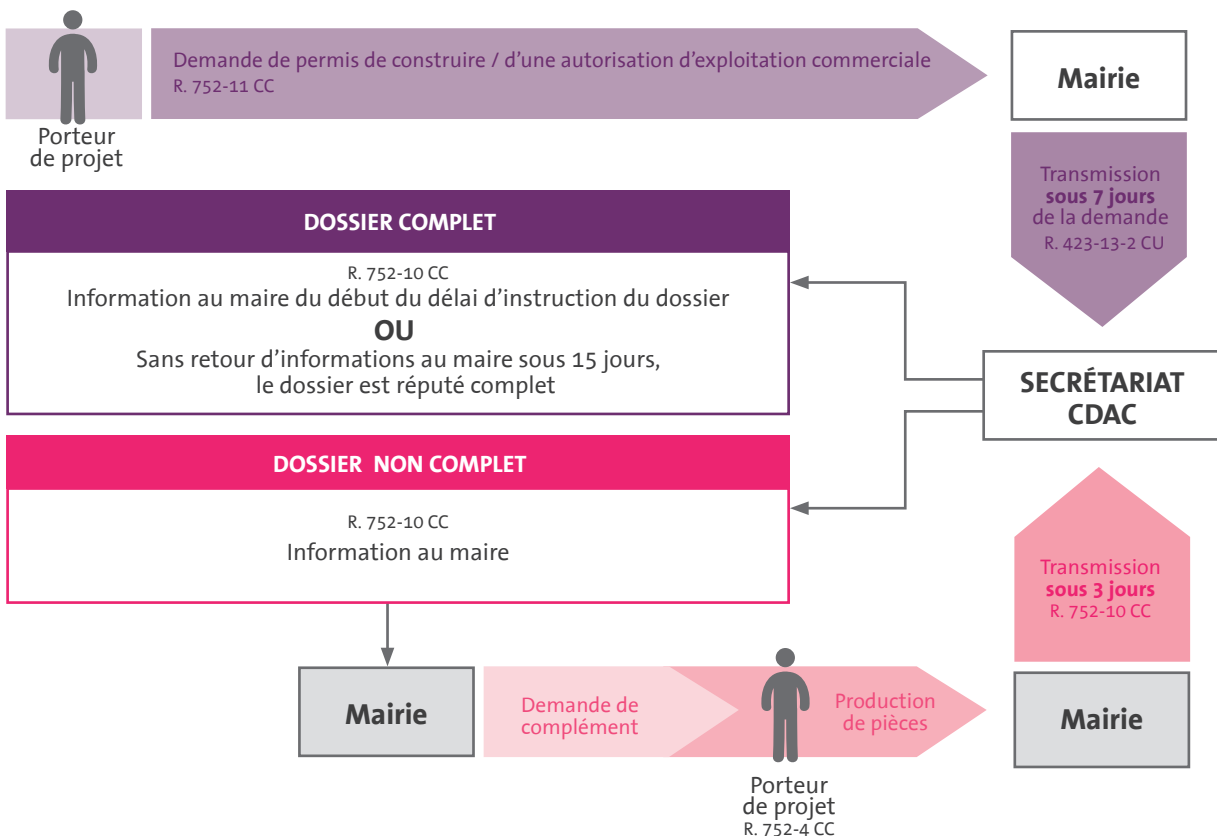 Demande de permis de construire / d'une autorisation d'exploitation commerciale
R. 752-11 CC
Mairie
Porteur
de projet
Transmission
sous 7 jours
de la demande
R. 423-13-2 CU
DOSSIER COMPLET
R. 752-10 CC
Information au maire du début du délai d'instruction du dossier
OU
Sans retour d'informations au maire sous 15 jours,
le dossier est réputé complet
SECRÉTARIAT
CDAC
DOSSIER NON COMPLET
R. 752-10 CC
Information au maire
Transmission
sous 3 jours
R. 752-10 CC
Mairie
Demande de
complément
Production
de pièces
Mairie
Porteur
de projet
R. 752-4 CC